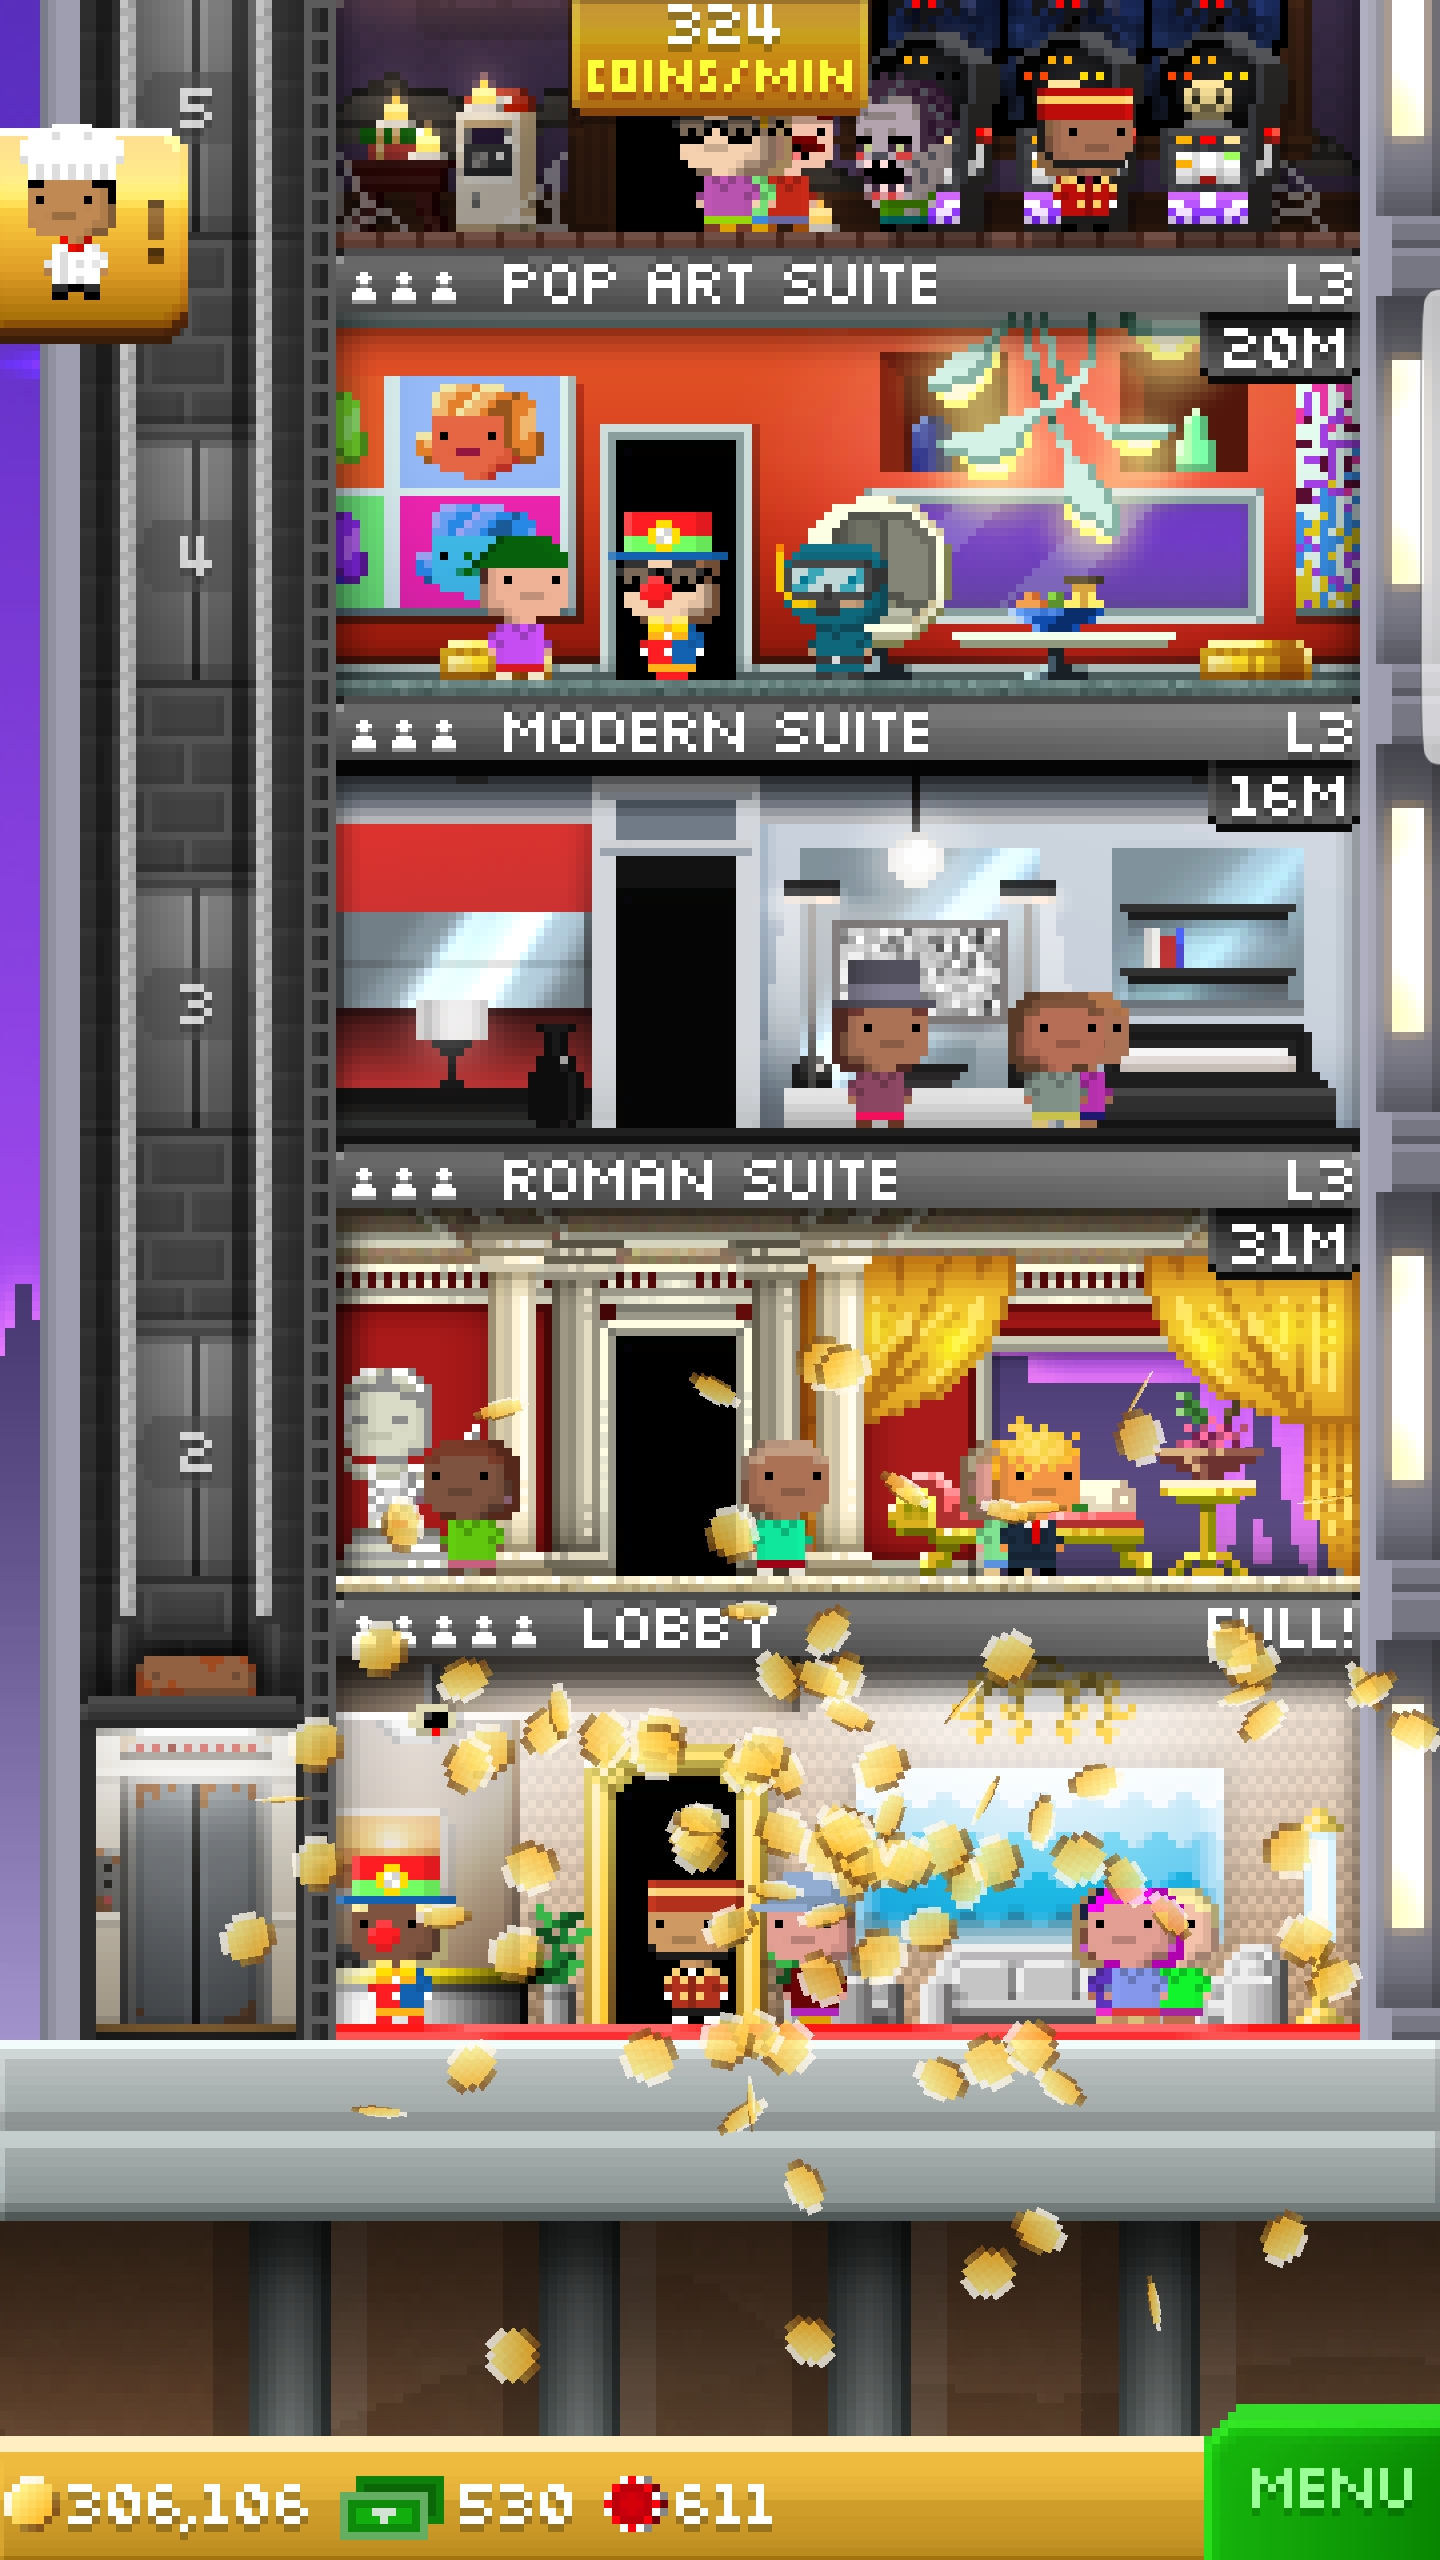 324
COINS/MIN
5
!
POP ART SUITE L3
20M
4
MODERN SUITE L3
16M
3
ROMAN SUITE L3
31M
2
LOBBY FULL!
306,106 530 611
MENU